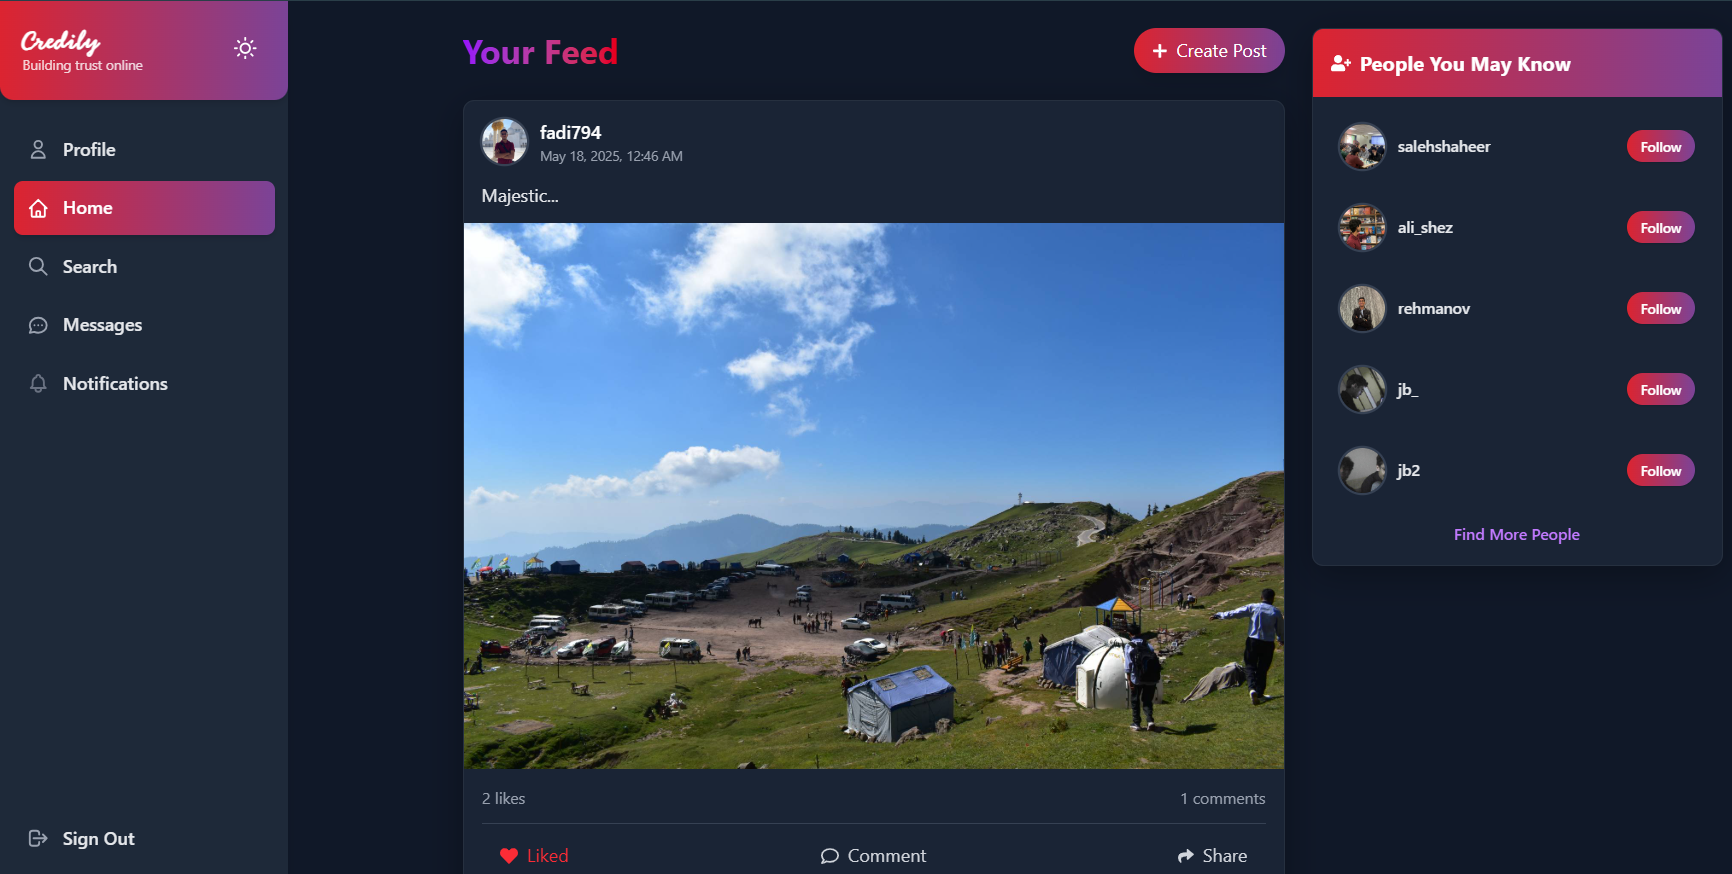 Credily
Building trust online
Profile
Home
Search
Messages
Notifications
Sign Out
Your Feed
Create Post
fadi794
May 18, 2025, 12:46 AM
Majestic...
2 likes
1 comments
Liked
Comment
Share
People You May Know
salehshaheer
Follow
ali_shez
Follow
rehmanov
Follow
jb_
Follow
jb2
Follow
Find More People